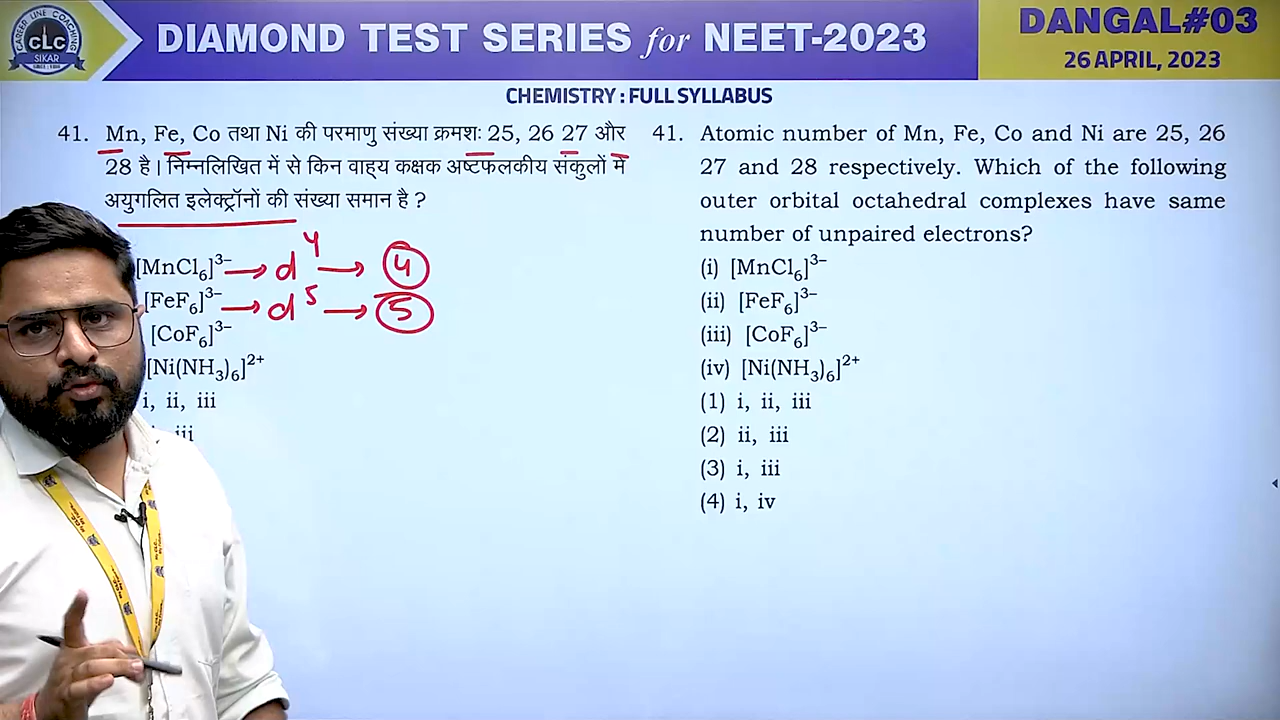 CAREER LINE COACHING
CLC
SIKAR
DIAMOND TEST SERIES for NEET-2023
DANGAL#03
26 APRIL, 2023
CHEMISTRY : FULL SYLLABUS
41. Mn, Fe, Co तथा Ni की परमाणु संख्या क्रमशः 25, 26 27 और
28 है। निम्नलिखित में से किन वाह्य कक्षक अष्टफलकीय संकुलों में
अयुगलित इलेक्ट्रॉनों की संख्या समान है ?
[MnCl₆]³⁻ → d⁴ → 4
[FeF₆]³⁻ → d⁵ → 5
[CoF₆]³⁻
[Ni(NH₃)₆]²⁺
i, ii, iii
iii
41. Atomic number of Mn, Fe, Co and Ni are 25, 26
27 and 28 respectively. Which of the following
outer orbital octahedral complexes have same
number of unpaired electrons?
(i) [MnCl₆]³⁻
(ii) [FeF₆]³⁻
(iii) [CoF₆]³⁻
(iv) [Ni(NH₃)₆]²⁺
(1) i, ii, iii
(2) ii, iii
(3) i, iii
(4) i, iv